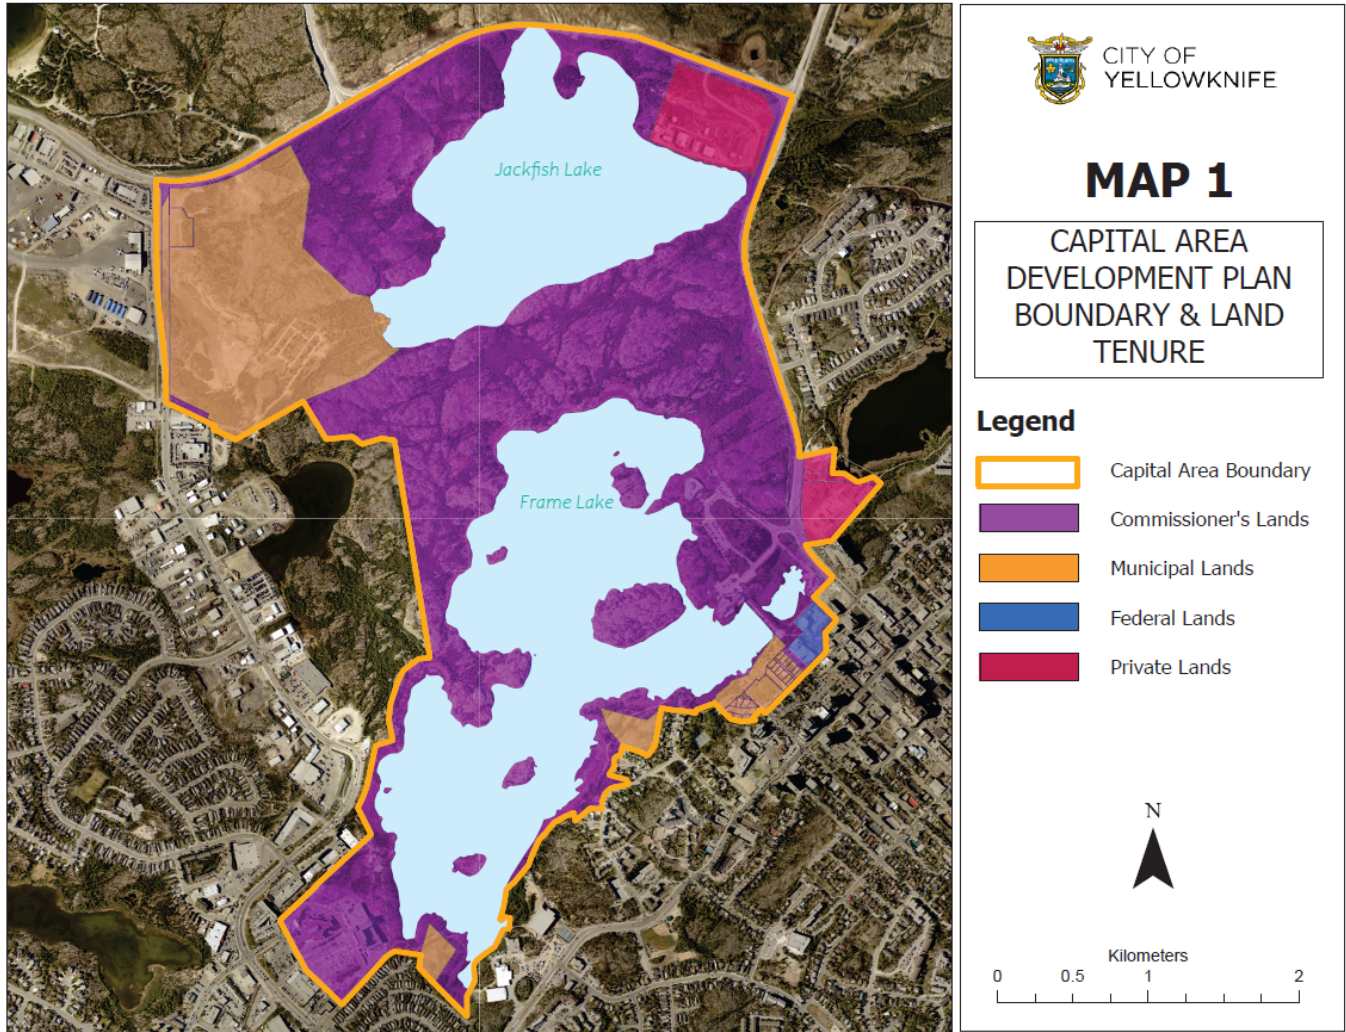 CITY OF
YELLOWKNIFE
MAP 1
CAPITAL AREA
DEVELOPMENT PLAN
BOUNDARY & LAND
TENURE
Legend
Capital Area Boundary
Commissioner's Lands
Municipal Lands
Federal Lands
Private Lands
N
Kilometers
0 0.5 1 2
Jackfish Lake
Frame Lake